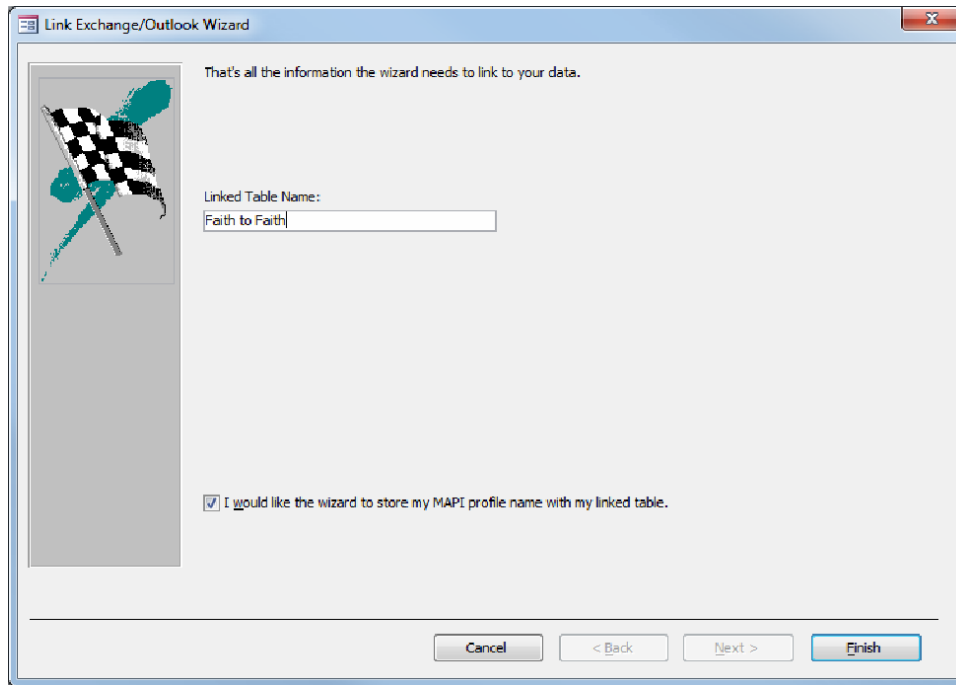 Link Exchange/Outlook Wizard
That's all the information the wizard needs to link to your data.
Linked Table Name:
Faith to Faith
I would like the wizard to store my MAPI profile name with my linked table.
Cancel
< Back
Next >
Finish